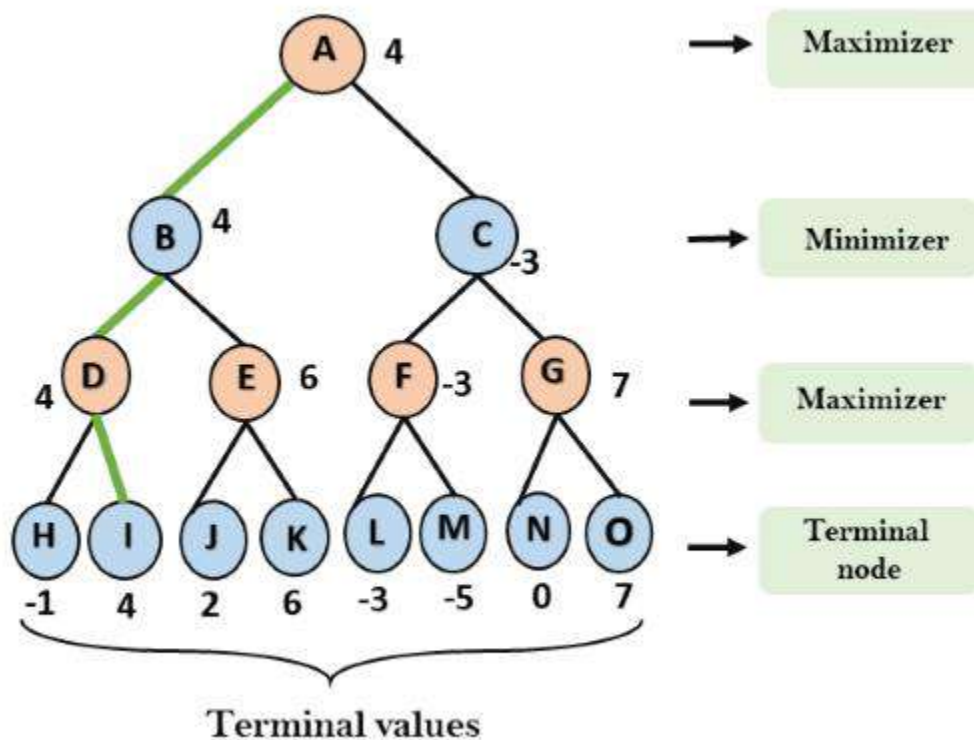 A 4
Maximizer
B 4
C -3
Minimizer
D 4
E 6
F -3
G 7
Maximizer
H I J K L M N O
Terminal
node
-1 4 2 6 -3 -5 0 7
Terminal values